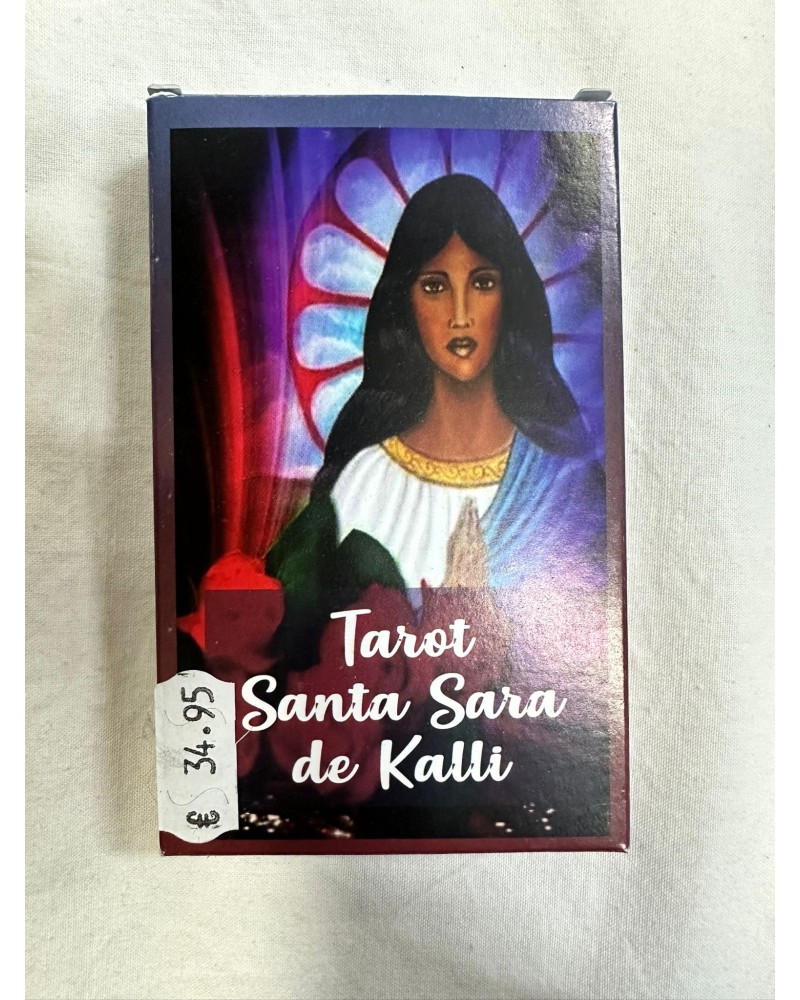 Tarot
Santa Sara
de Kalli
€ 34.95